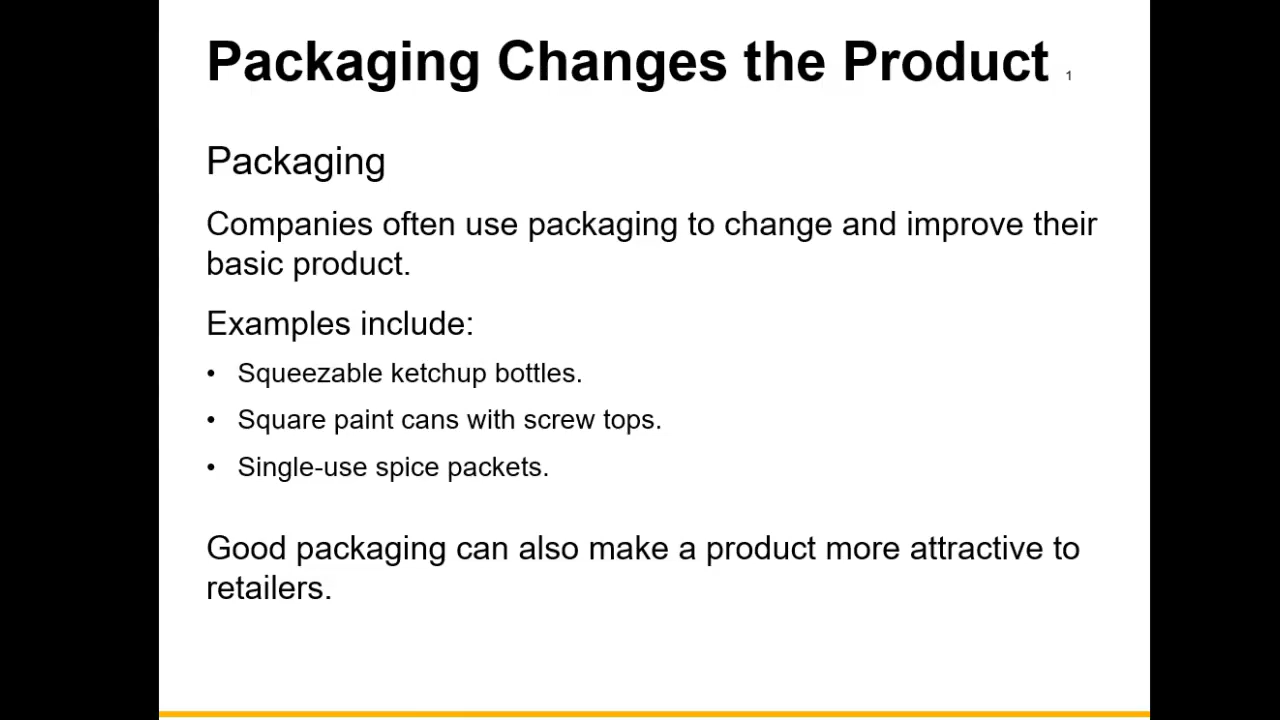 Packaging Changes the Product 1
Packaging
Companies often use packaging to change and improve their
basic product.
Examples include:
• Squeezable ketchup bottles.
• Square paint cans with screw tops.
• Single-use spice packets.
Good packaging can also make a product more attractive to
retailers.